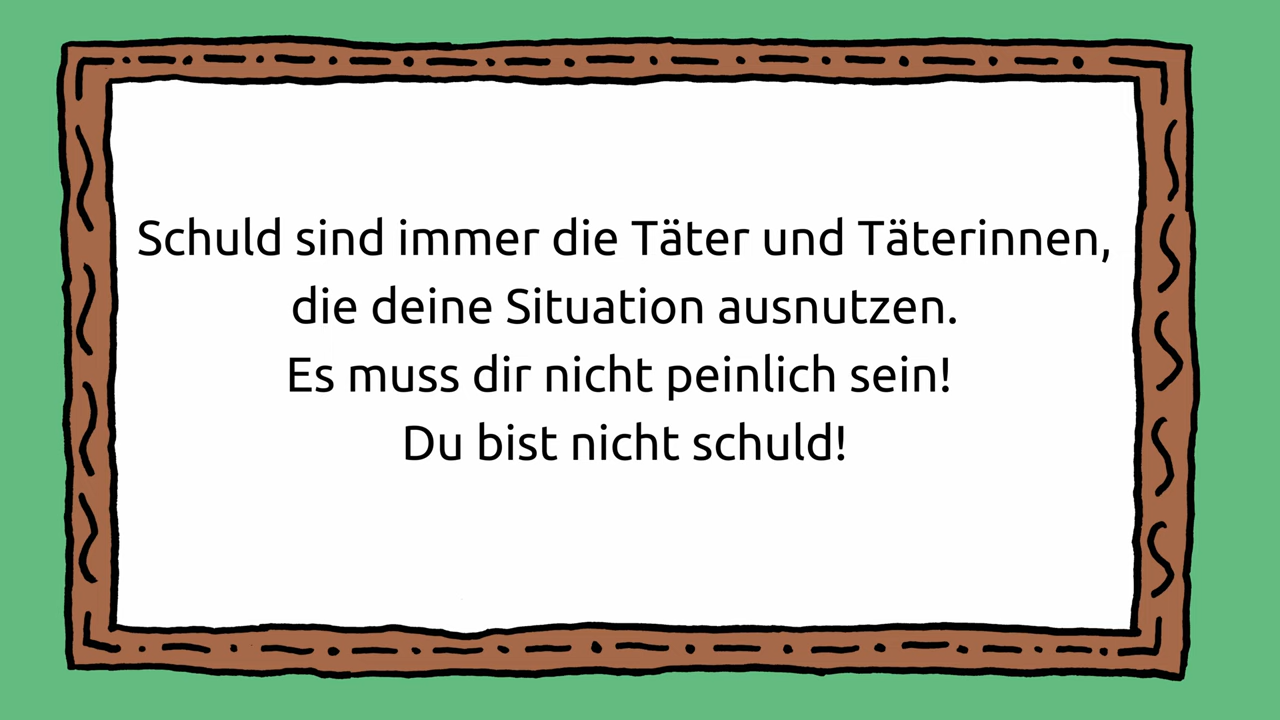 Schuld sind immer die Täter und Täterinnen,
die deine Situation ausnutzen.
Es muss dir nicht peinlich sein!
Du bist nicht schuld!